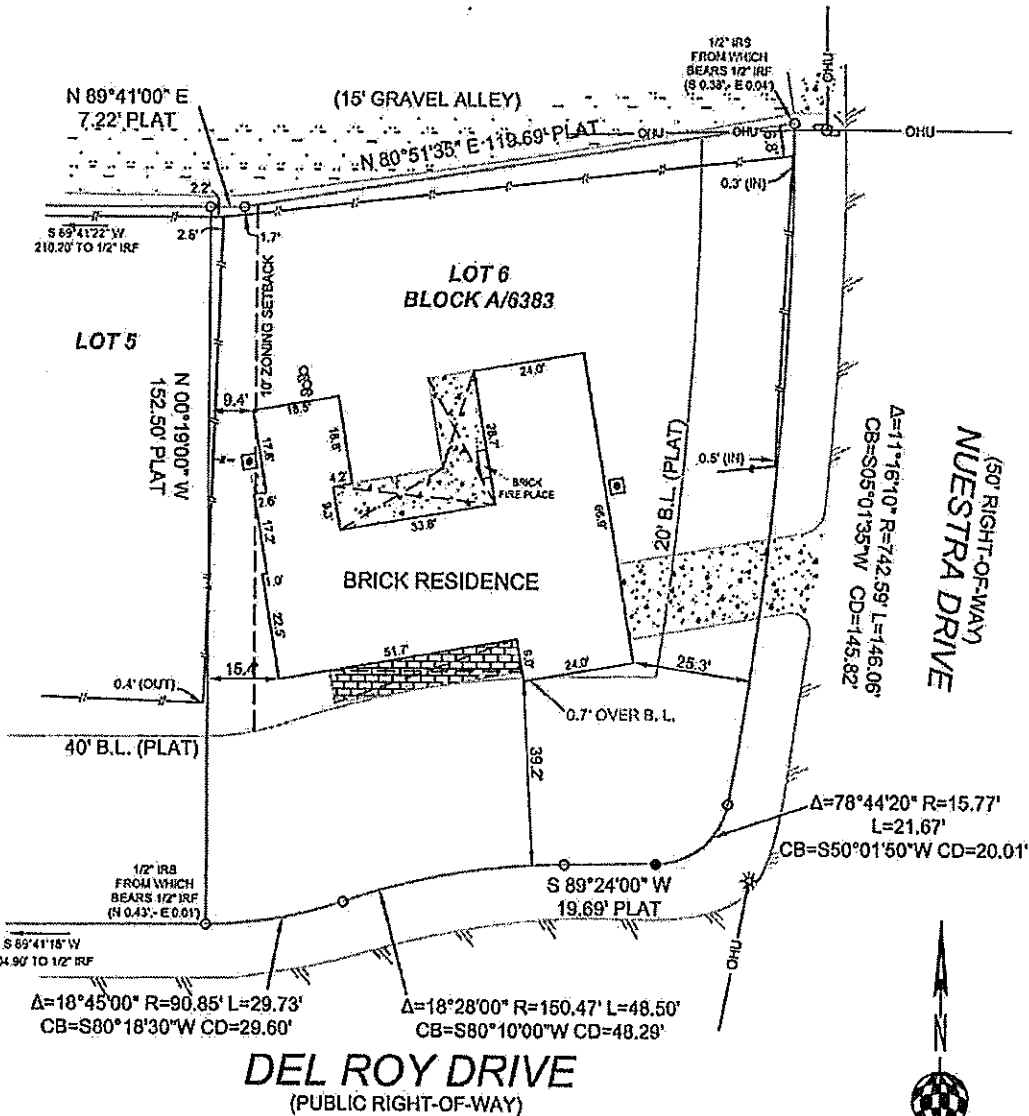 1/2" IRS
FROM WHICH
BEARS 1/2" IRF
(S 0.38', E 0.04')
OHU
N 89°41'00" E
7.22' PLAT
(15' GRAVEL ALLEY)
N 80°51'35" E 119.69' PLAT
OHU
OHU
OHU
0.3' (IN)
2.2'
S 89°41'22" W
210.20' TO 1/2" IRF
1.7'
LOT 6
BLOCK A/6383
10' ZONING SETBACK
LOT 5
N 00°19'00" W
152.50' PLAT
9.4'
18.5'
24.0'
28.7'
4.2'
BRICK
FIRE PLACE
33.8'
2.6'
17.2'
1.0'
22.5'
20' B.L. (PLAT)
0.5' (IN)
(50' RIGHT-OF-WAY)
NUESTRA DRIVE
Δ=11°16'10" R=742.59' L=146.06'
CB=S05°01'35"W CD=145.82'
BRICK RESIDENCE
51.7'
24.0'
25.3'
15.4'
0.4' (OUT)
0.7' OVER B.L.
40' B.L. (PLAT)
39.2'
Δ=78°44'20" R=15.77'
L=21.67'
CB=S50°01'50"W CD=20.01'
1/2" IRS
FROM WHICH
BEARS 1/2" IRF
(N 0.43', E 0.01')
S 89°24'00" W
19.69' PLAT
S 89°41'18" W
04.90' TO 1/2" IRF
OHU
Δ=18°45'00" R=90.85' L=29.73'
CB=S80°18'30"W CD=29.60'
Δ=18°28'00" R=150.47' L=48.50'
CB=S80°10'00"W CD=48.29'
N
DEL ROY DRIVE
(PUBLIC RIGHT-OF-WAY)